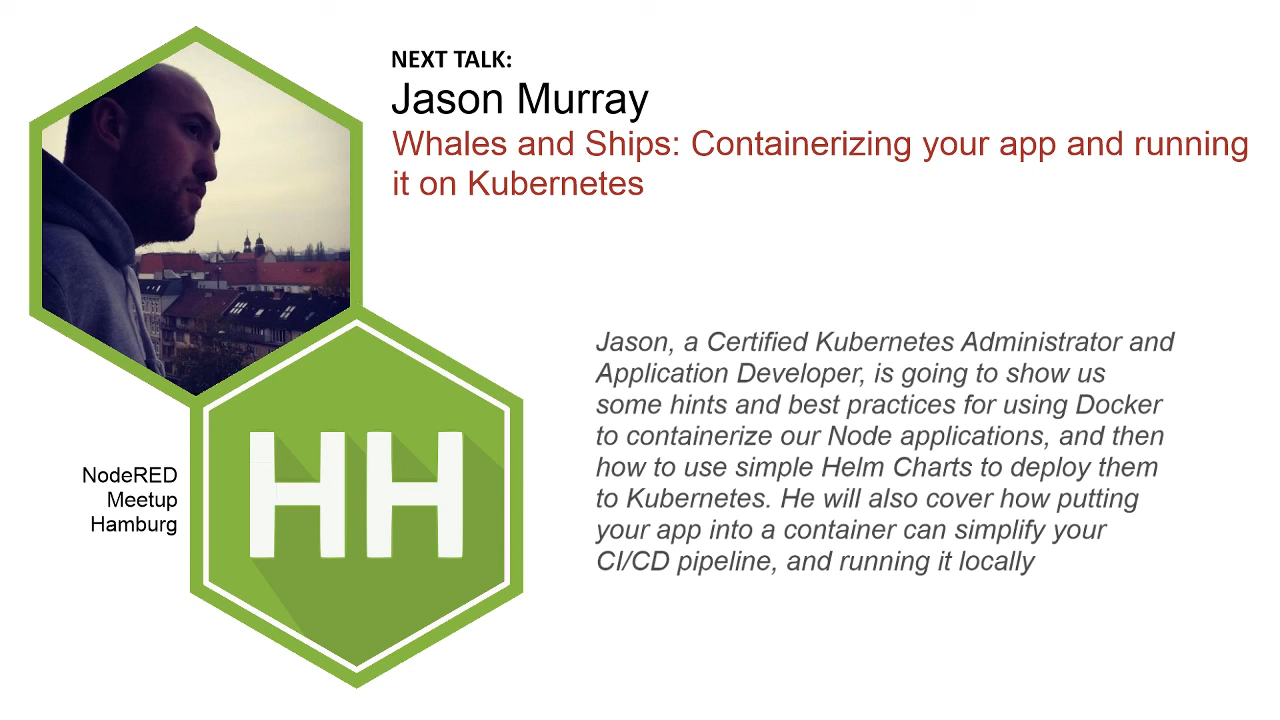 NEXT TALK:
Jason Murray
Whales and Ships: Containerizing your app and running
it on Kubernetes
Jason, a Certified Kubernetes Administrator and
Application Developer, is going to show us
some hints and best practices for using Docker
to containerize our Node applications, and then
how to use simple Helm Charts to deploy them
to Kubernetes. He will also cover how putting
your app into a container can simplify your
CI/CD pipeline, and running it locally
NodeRED
Meetup
Hamburg
HH